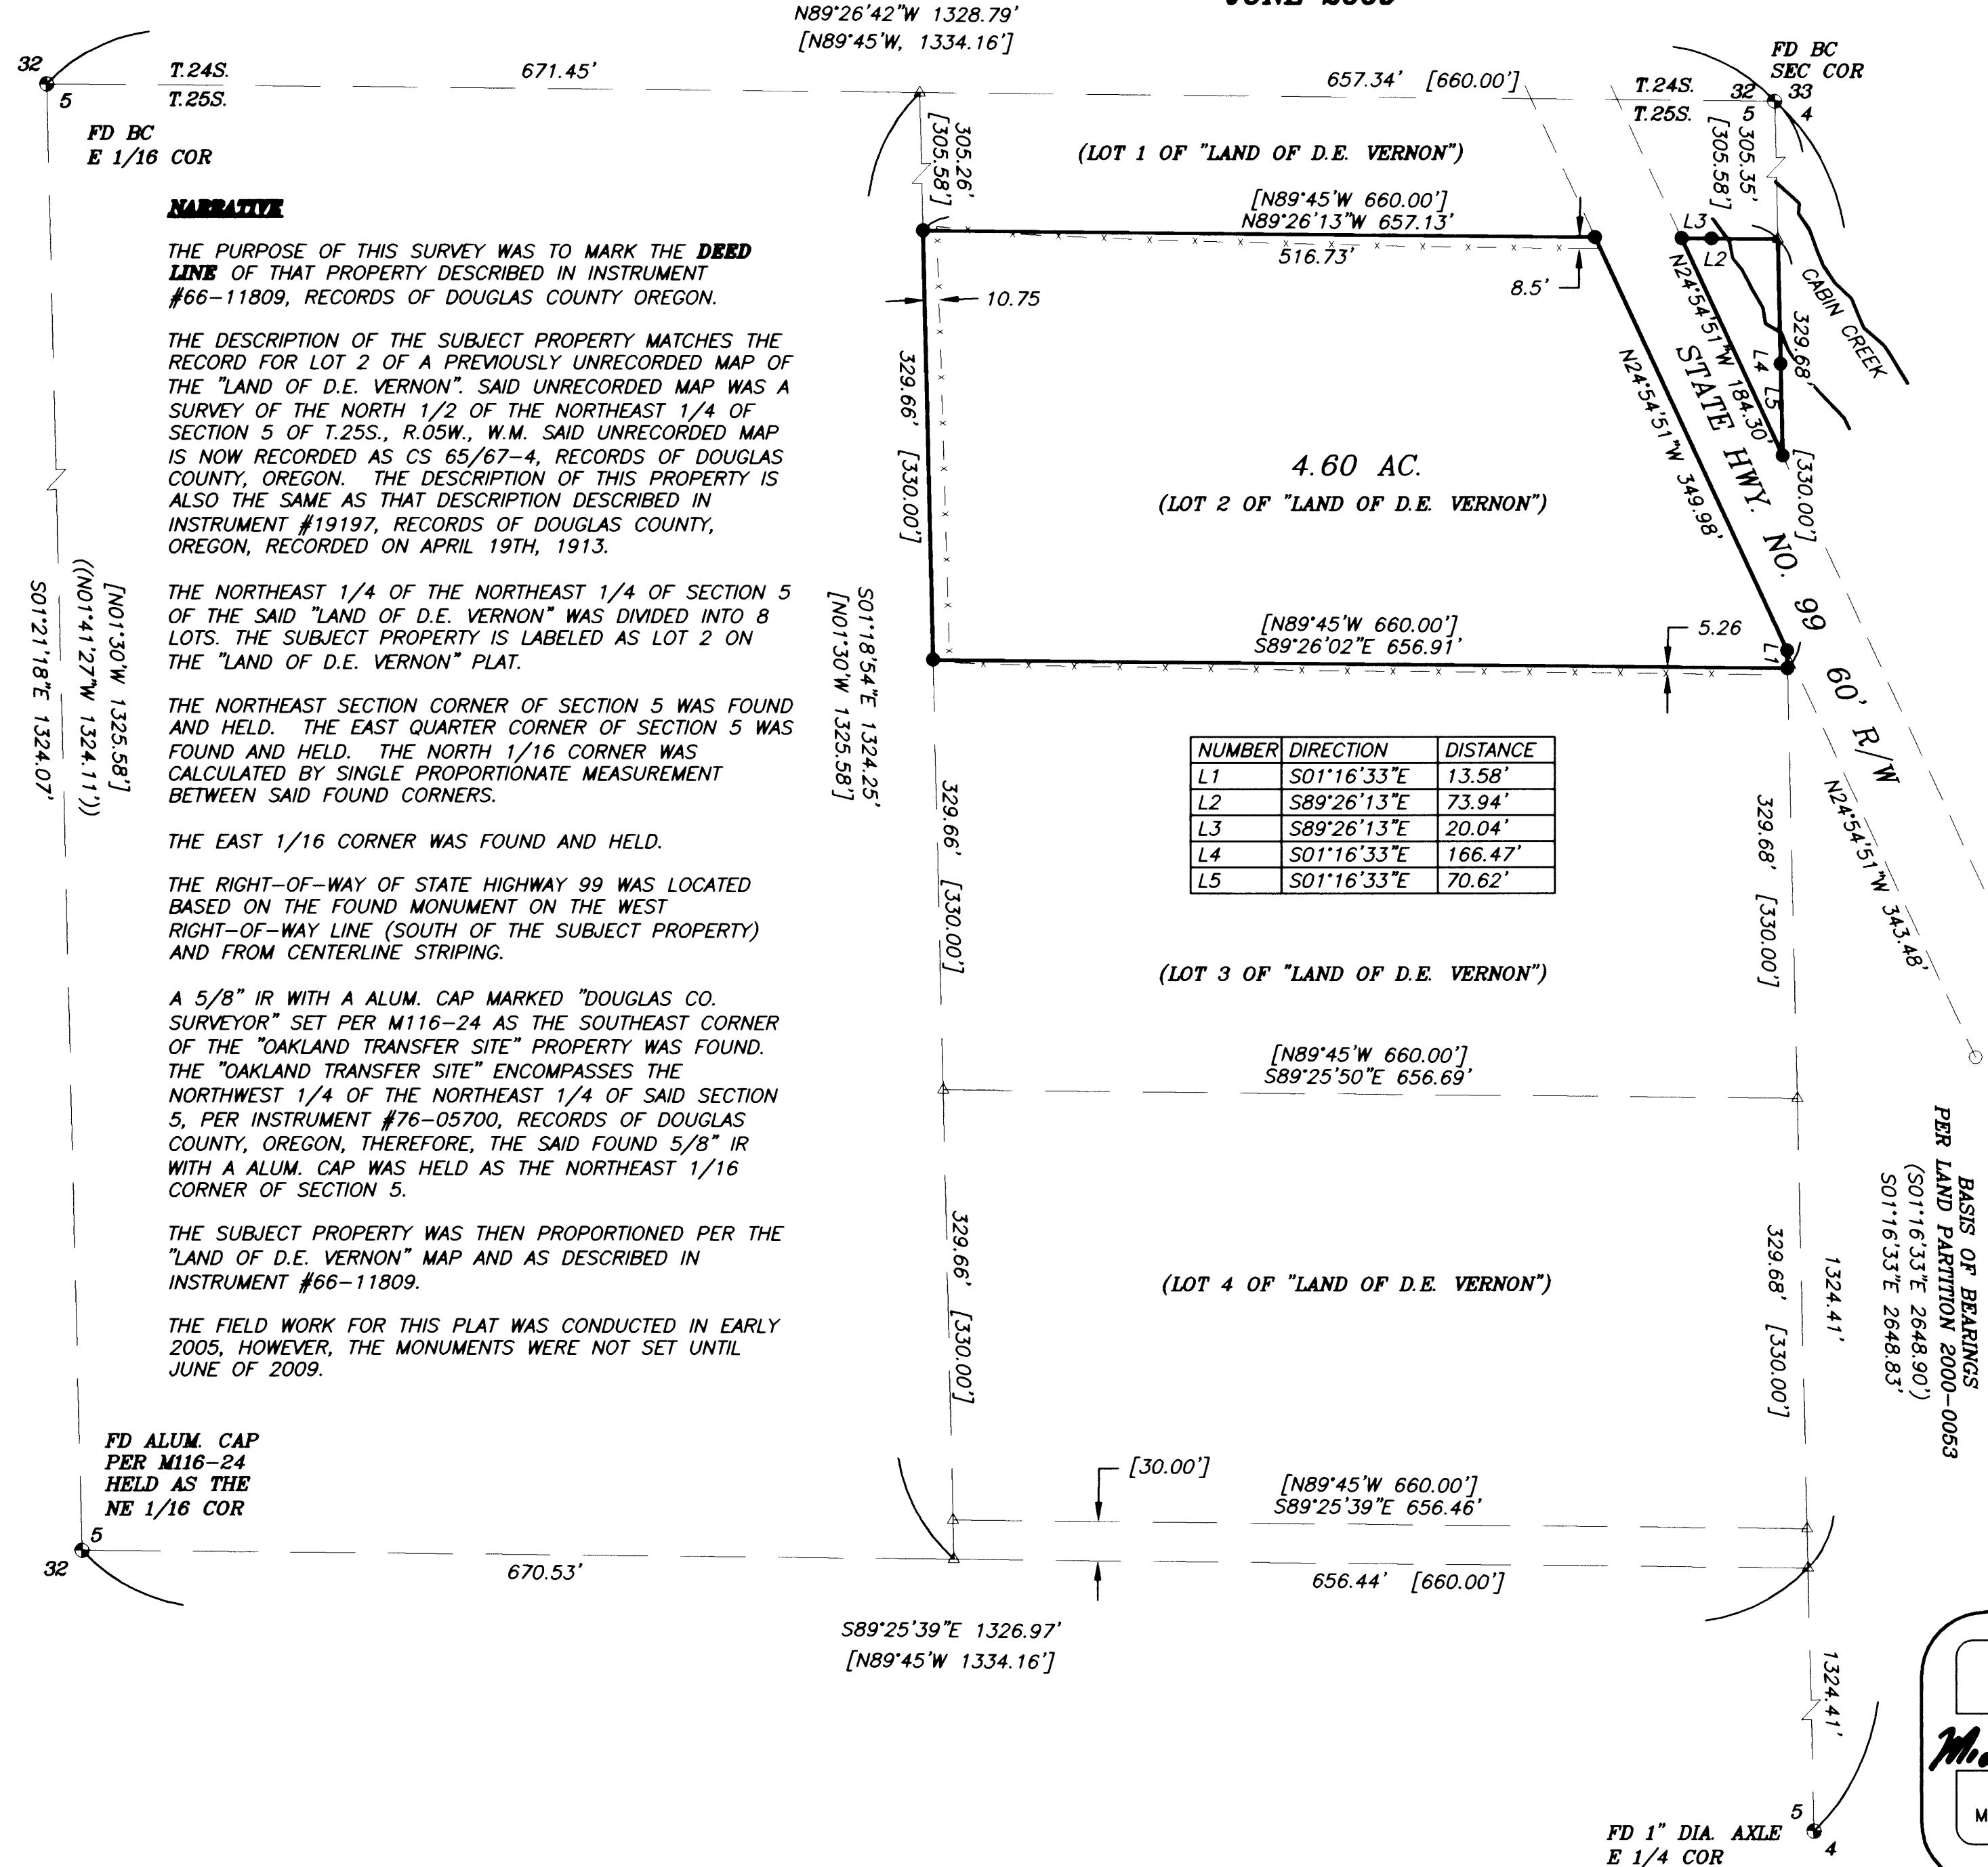 JUNE 2009
N89°26'42"W 1328.79'
[N89°45'W, 1334.16']
32
5
T.24S.
T.25S.
671.45'
657.34' [660.00']
T.24S.
T.25S.
32 33
5 4
FD BC
SEC COR
FD BC
E 1/16 COR
305.26'
[305.58']
(LOT 1 OF "LAND OF D.E. VERNON")
305.35'
[305.58']
[N89°45'W 660.00']
N89°26'13"W 657.13'
516.73'
8.5'
10.75
L3
L2
CABIN CREEK
N24°54'51"W 184.30'
329.68'
[330.00']
L4
L5
STATE HWY. NO. 99 60' R/W
N24°54'51"W 349.98'
329.66' [330.00']
4.60 AC.
(LOT 2 OF "LAND OF D.E. VERNON")
NARRATIVE
THE PURPOSE OF THIS SURVEY WAS TO MARK THE DEED
LINE OF THAT PROPERTY DESCRIBED IN INSTRUMENT
#66-11809, RECORDS OF DOUGLAS COUNTY OREGON.
THE DESCRIPTION OF THE SUBJECT PROPERTY MATCHES THE
RECORD FOR LOT 2 OF A PREVIOUSLY UNRECORDED MAP OF
THE "LAND OF D.E. VERNON". SAID UNRECORDED MAP WAS A
SURVEY OF THE NORTH 1/2 OF THE NORTHEAST 1/4 OF
SECTION 5 OF T.25S., R.05W., W.M. SAID UNRECORDED MAP
IS NOW RECORDED AS CS 65/67-4, RECORDS OF DOUGLAS
COUNTY, OREGON. THE DESCRIPTION OF THIS PROPERTY IS
ALSO THE SAME AS THAT DESCRIPTION DESCRIBED IN
INSTRUMENT #19197, RECORDS OF DOUGLAS COUNTY,
OREGON, RECORDED ON APRIL 19TH, 1913.
THE NORTHEAST 1/4 OF THE NORTHEAST 1/4 OF SECTION 5
OF THE SAID "LAND OF D.E. VERNON" WAS DIVIDED INTO 8
LOTS. THE SUBJECT PROPERTY IS LABELED AS LOT 2 ON
THE "LAND OF D.E. VERNON" PLAT.
THE NORTHEAST SECTION CORNER OF SECTION 5 WAS FOUND
AND HELD. THE EAST QUARTER CORNER OF SECTION 5 WAS
FOUND AND HELD. THE NORTH 1/16 CORNER WAS
CALCULATED BY SINGLE PROPORTIONATE MEASUREMENT
BETWEEN SAID FOUND CORNERS.
THE EAST 1/16 CORNER WAS FOUND AND HELD.
THE RIGHT-OF-WAY OF STATE HIGHWAY 99 WAS LOCATED
BASED ON THE FOUND MONUMENT ON THE WEST
RIGHT-OF-WAY LINE (SOUTH OF THE SUBJECT PROPERTY)
AND FROM CENTERLINE STRIPING.
A 5/8" IR WITH A ALUM. CAP MARKED "DOUGLAS CO.
SURVEYOR" SET PER M116-24 AS THE SOUTHEAST CORNER
OF THE "OAKLAND TRANSFER SITE" PROPERTY WAS FOUND.
THE "OAKLAND TRANSFER SITE" ENCOMPASSES THE
NORTHWEST 1/4 OF THE NORTHEAST 1/4 OF SAID SECTION
5, PER INSTRUMENT #76-05700, RECORDS OF DOUGLAS
COUNTY, OREGON, THEREFORE, THE SAID FOUND 5/8" IR
WITH A ALUM. CAP WAS HELD AS THE NORTHEAST 1/16
CORNER OF SECTION 5.
THE SUBJECT PROPERTY WAS THEN PROPORTIONED PER THE
"LAND OF D.E. VERNON" MAP AND AS DESCRIBED IN
INSTRUMENT #66-11809.
THE FIELD WORK FOR THIS PLAT WAS CONDUCTED IN EARLY
2005, HOWEVER, THE MONUMENTS WERE NOT SET UNTIL
JUNE OF 2009.
[N01°30'W 1325.58']
((N01°41'27"W 1324.11'))
S01°21'18"E 1324.07'
S01°18'54"E 1324.25'
[N01°30'W 1325.58']
[N89°45'W 660.00']
S89°26'02"E 656.91'
5.26
L1
NUMBER DIRECTION DISTANCE
L1 S01°16'33"E 13.58'
L2 S89°26'13"E 73.94'
L3 S89°26'13"E 20.04'
L4 S01°16'33"E 166.47'
L5 S01°16'33"E 70.62'
329.66' [330.00']
329.68' [330.00']
N24°54'51"W 343.48'
(LOT 3 OF "LAND OF D.E. VERNON")
[N89°45'W 660.00']
S89°25'50"E 656.69'
BASIS OF BEARINGS
PER LAND PARTITION 2000-0053
(S01°16'33"E 2648.90')
S01°16'33"E 2648.83'
329.66' [330.00']
329.68' [330.00']
1324.41'
(LOT 4 OF "LAND OF D.E. VERNON")
FD ALUM. CAP
PER M116-24
HELD AS THE
NE 1/16 COR
5
32
[30.00']
[N89°45'W 660.00']
S89°25'39"E 656.46'
670.53'
656.44' [660.00']
S89°25'39"E 1326.97'
[N89°45'W 1334.16']
1324.41'
5
4
FD 1" DIA. AXLE
E 1/4 COR
M